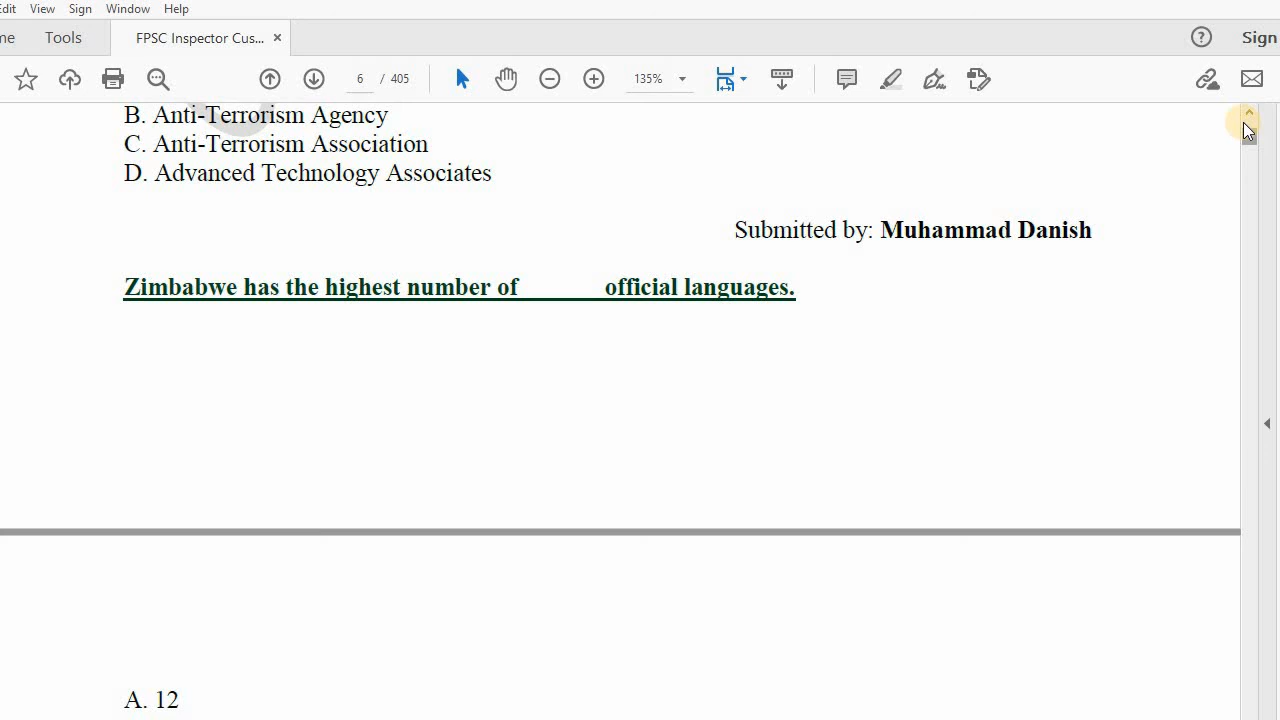 Edit View Sign Window Help
Tools FPSC Inspector Cus... × ? Sign
6 / 405 135%
B. Anti-Terrorism Agency
C. Anti-Terrorism Association
D. Advanced Technology Associates
Submitted by: Muhammad Danish
Zimbabwe has the highest number of ______ official languages.
A. 12